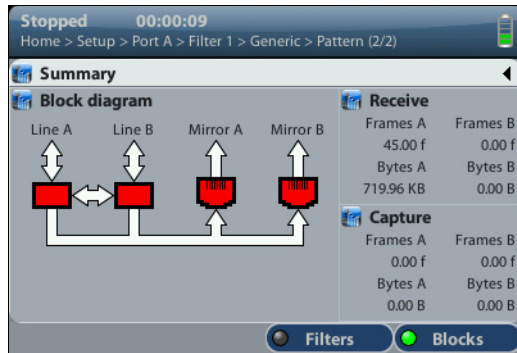 Stopped 00:00:09
Home > Setup > Port A > Filter 1 > Generic > Pattern (2/2)
Summary
Block diagram
Line A Line B Mirror A Mirror B
Receive
Frames A Frames B
45.00 f 0.00 f
Bytes A Bytes B
719.96 KB 0.00 B
Capture
Frames A Frames B
0.00 f 0.00 f
Bytes A Bytes B
0.00 B 0.00 B
Filters Blocks